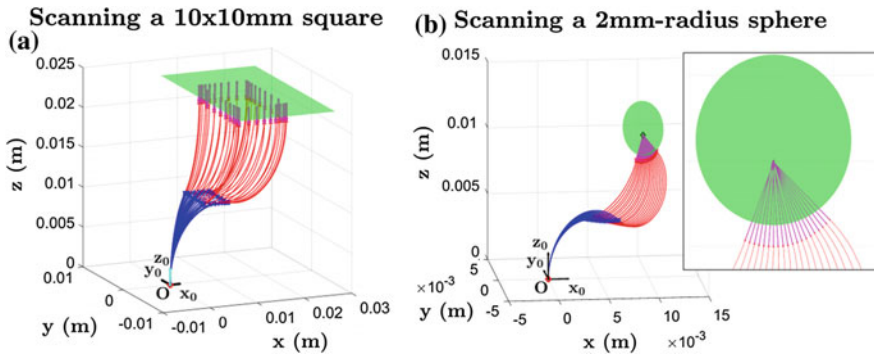 Scanning a 10x10mm square
(a)
0.025
0.02
0.015
0.01
0.005
0
z (m)
z₀
y₀
O
x₀
0.01
0
-0.01
y (m)
-0.01
0
0.01
0.02
0.03
x (m)
Scanning a 2mm-radius sphere
(b)
0.015
0.01
0.005
0
z (m)
z₀
y₀
O
x₀
×10⁻³
5
0
-5
y (m)
-5
0
5
10
15
x (m)
×10⁻³